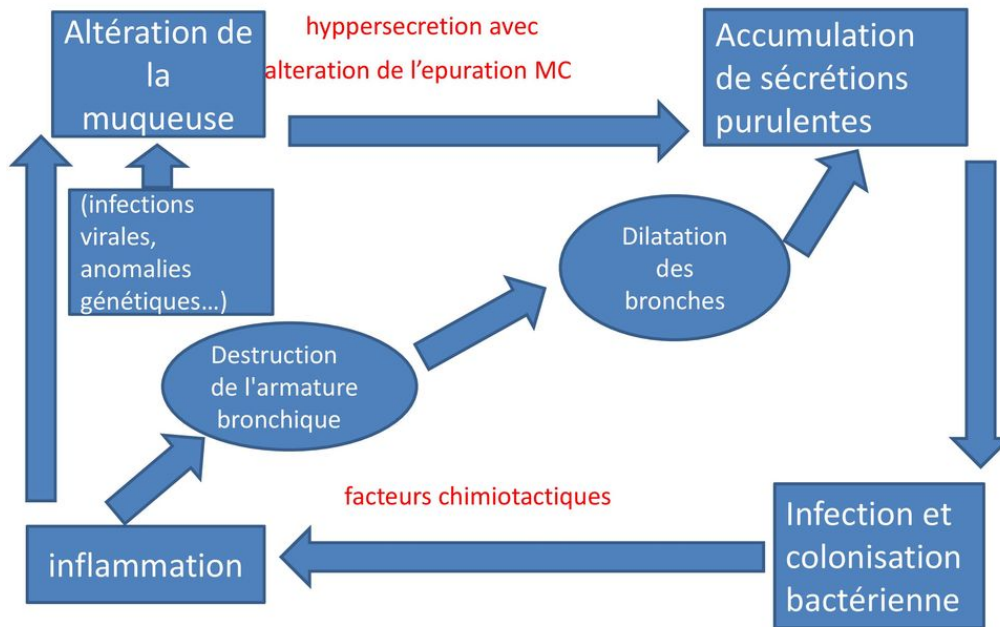 Altération de
la
muqueuse
hyppersecretion avec
alteration de l'epuration MC
Accumulation
de sécrétions
purulentes
(infections
virales,
anomalies
génétiques...)
Dilatation
des
bronches
Destruction
de l'armature
bronchique
facteurs chimiotactiques
inflammation
Infection et
colonisation
bactérienne